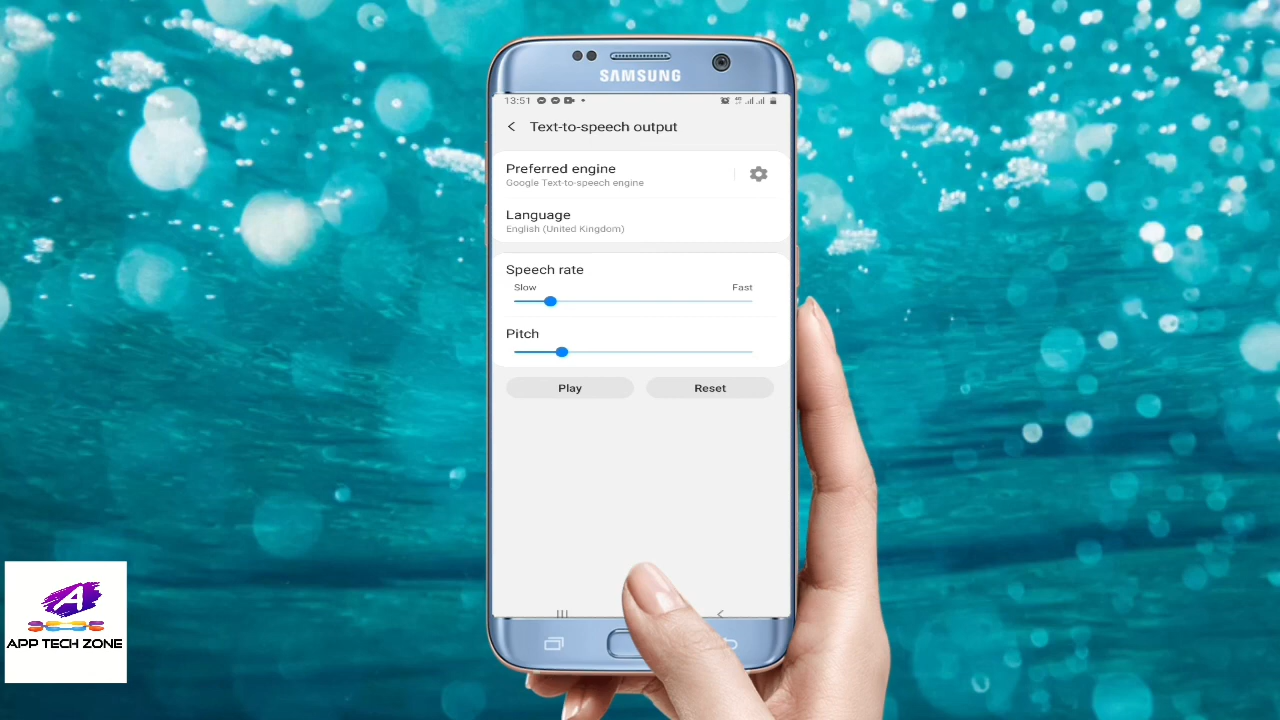 SAMSUNG
13:51
Text-to-speech output
Preferred engine
Google Text-to-speech engine
Language
English (United Kingdom)
Speech rate
Slow Fast
Pitch
Play Reset
A
APP TECH ZONE